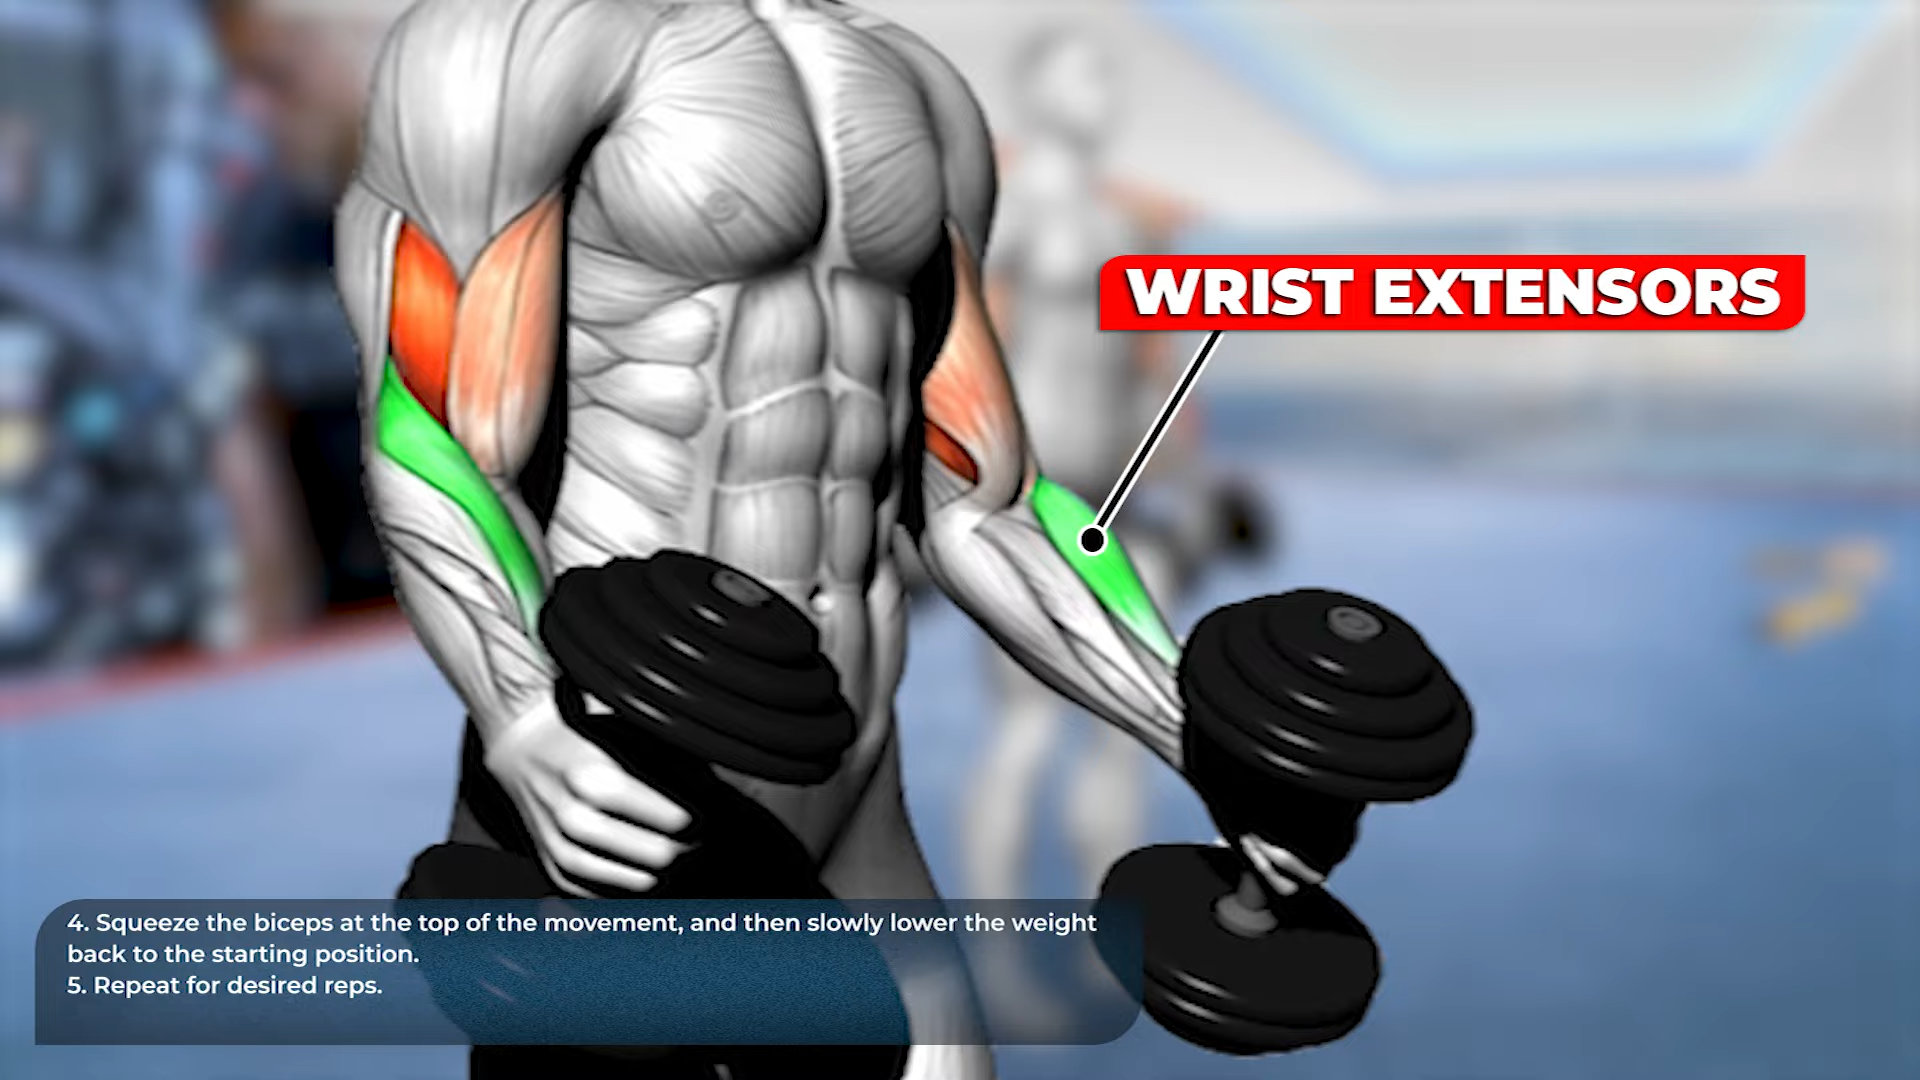 WRIST EXTENSORS
4. Squeeze the biceps at the top of the movement, and then slowly lower the weight
back to the starting position.
5. Repeat for desired reps.